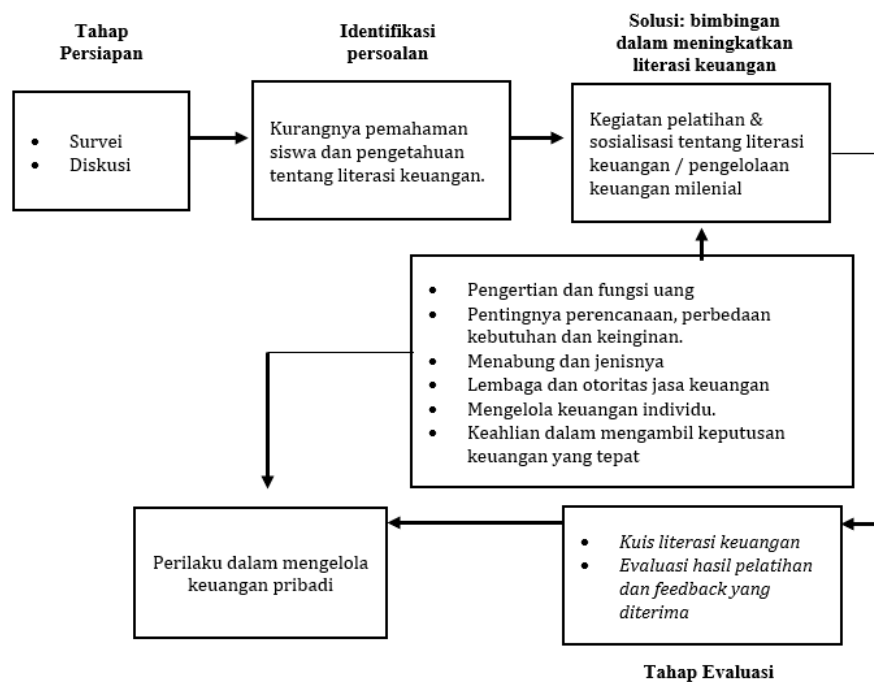 Tahap
Persiapan
Identifikasi
persoalan
Solusi: bimbingan
dalam meningkatkan
literasi keuangan
• Survei
• Diskusi
Kurangnya pemahaman
siswa dan pengetahuan
tentang literasi keuangan.
Kegiatan pelatihan &
sosialisasi tentang literasi
keuangan / pengelolaan
keuangan milenial
• Pengertian dan fungsi uang
• Pentingnya perencanaan, perbedaan
kebutuhan dan keinginan.
• Menabung dan jenisnya
• Lembaga dan otoritas jasa keuangan
• Mengelola keuangan individu.
• Keahlian dalam mengambil keputusan
keuangan yang tepat
Perilaku dalam mengelola
keuangan pribadi
• Kuis literasi keuangan
• Evaluasi hasil pelatihan
dan feedback yang
diterima
Tahap Evaluasi